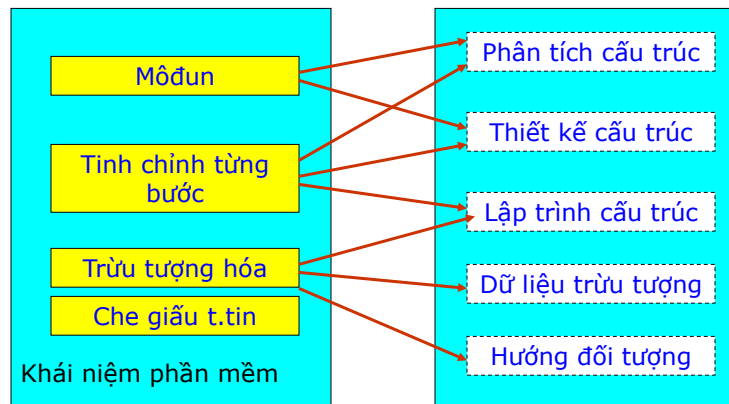 Môđun
Tinh chỉnh từng
bước
Trừu tượng hóa
Che giấu t.tin
Khái niệm phần mềm
Phân tích cấu trúc
Thiết kế cấu trúc
Lập trình cấu trúc
Dữ liệu trừu tượng
Hướng đối tượng